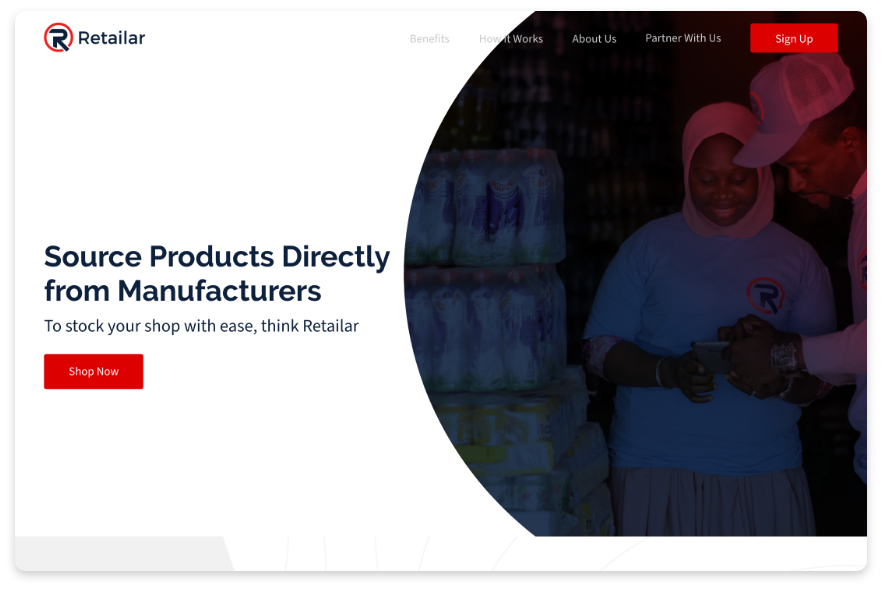 Retailar
Benefits How it Works About Us Partner With Us Sign Up
Source Products Directly
from Manufacturers
To stock your shop with ease, think Retailar
Shop Now